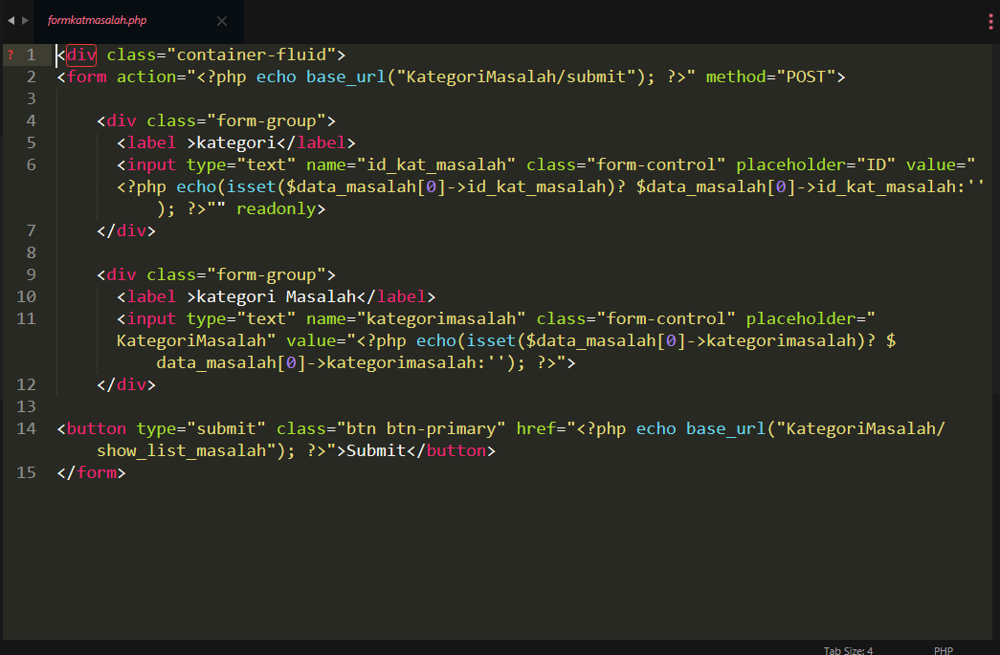 formkatmasalah.php
? 1 <div class="container-fluid">
2 <form action="<?php echo base_url("KategoriMasalah/submit"); ?>" method="POST">
3
4 <div class="form-group">
5 <label >kategori</label>
6 <input type="text" name="id_kat_masalah" class="form-control" placeholder="ID" value="
<?php echo(isset($data_masalah[0]->id_kat_masalah)? $data_masalah[0]->id_kat_masalah:''
); ?>"" readonly>
7 </div>
8
9 <div class="form-group">
10 <label >kategori Masalah</label>
11 <input type="text" name="kategorimasalah" class="form-control" placeholder="
KategoriMasalah" value="<?php echo(isset($data_masalah[0]->kategorimasalah)? $
data_masalah[0]->kategorimasalah:''); ?>">
12 </div>
13
14 <button type="submit" class="btn btn-primary" href="<?php echo base_url("KategoriMasalah/
show_list_masalah"); ?>">Submit</button>
15 </form>
Tab Size: 4 PHP